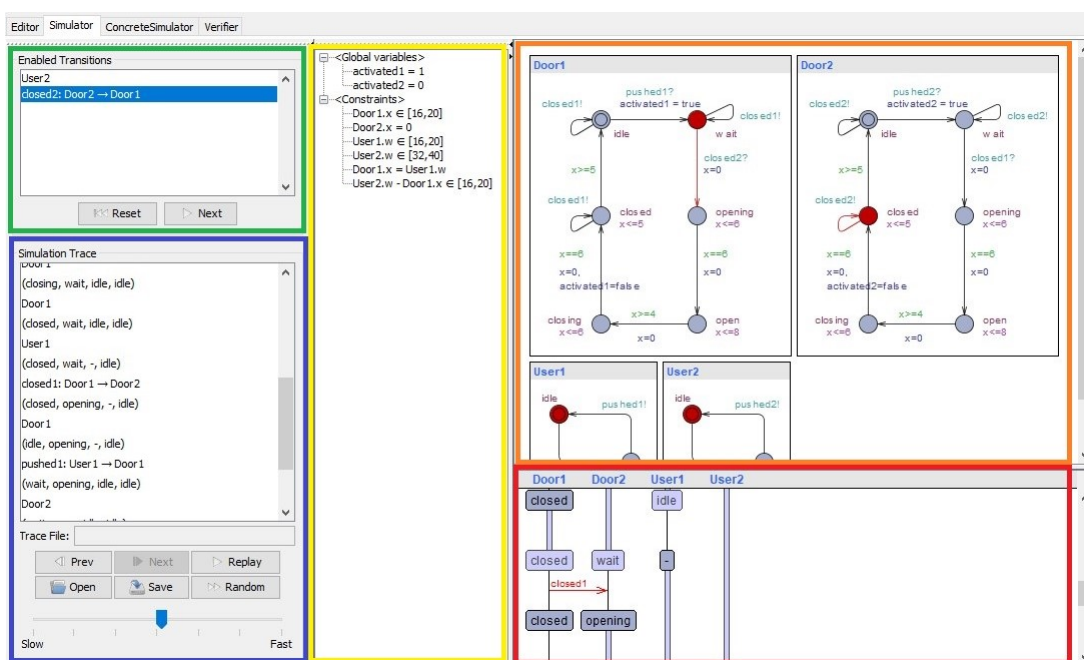 Editor Simulator ConcreteSimulator Verifier
Enabled Transitions
User2
closed2: Door2 → Door1
Reset Next
Simulation Trace
Door1
(closing, wait, idle, idle)
Door1
(closed, wait, idle, idle)
User1
(closed, wait, -, idle)
closed1: Door1 → Door2
(closed, opening, -, idle)
Door1
(idle, opening, -, idle)
pushed1: User1 → Door1
(wait, opening, idle, idle)
Door2
Trace File:
Prev Next Replay
Open Save Random
Slow Fast
<Global variables>
activated1 = 1
activated2 = 0
<Constraints>
Door1.x ∈ [16,20]
Door2.x = 0
User1.w ∈ [16,20]
User2.w ∈ [32,40]
Door1.x = User1.w
User2.w - Door1.x ∈ [16,20]
Door1
pushed1?
closed1! activated1 = true
closed1!
idle wait
closed2?
x>=5 x=0
closed1!
closed opening
x<=5 x<=6
x==6 x==6
x=0, x=0
activated1=false
closing x>=4 open
x<=6 x<=8
x=0
Door2
pushed2?
closed2! activated2 = true
closed2!
idle wait
closed1?
x>=5 x=0
closed2!
closed opening
x<=5 x<=6
x==6 x==6
x=0, x=0
activated2=false
closing x>=4 open
x<=6 x<=8
x=0
User1
idle pushed1!
User2
idle pushed2!
Door1 Door2 User1 User2
closed idle
closed wait -
closed1
closed opening